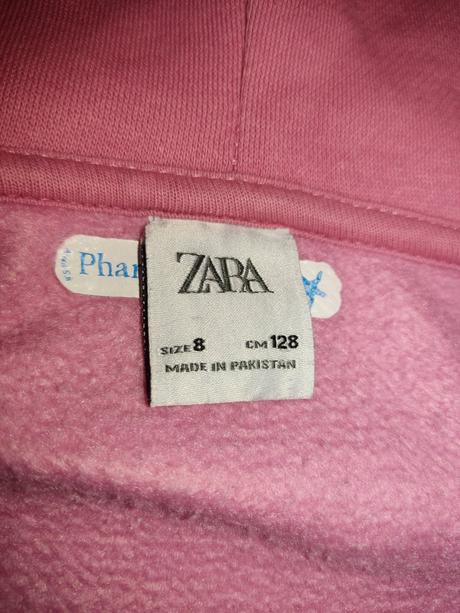 ZARA
SIZE 8 CM 128
MADE IN PAKISTAN
Phar